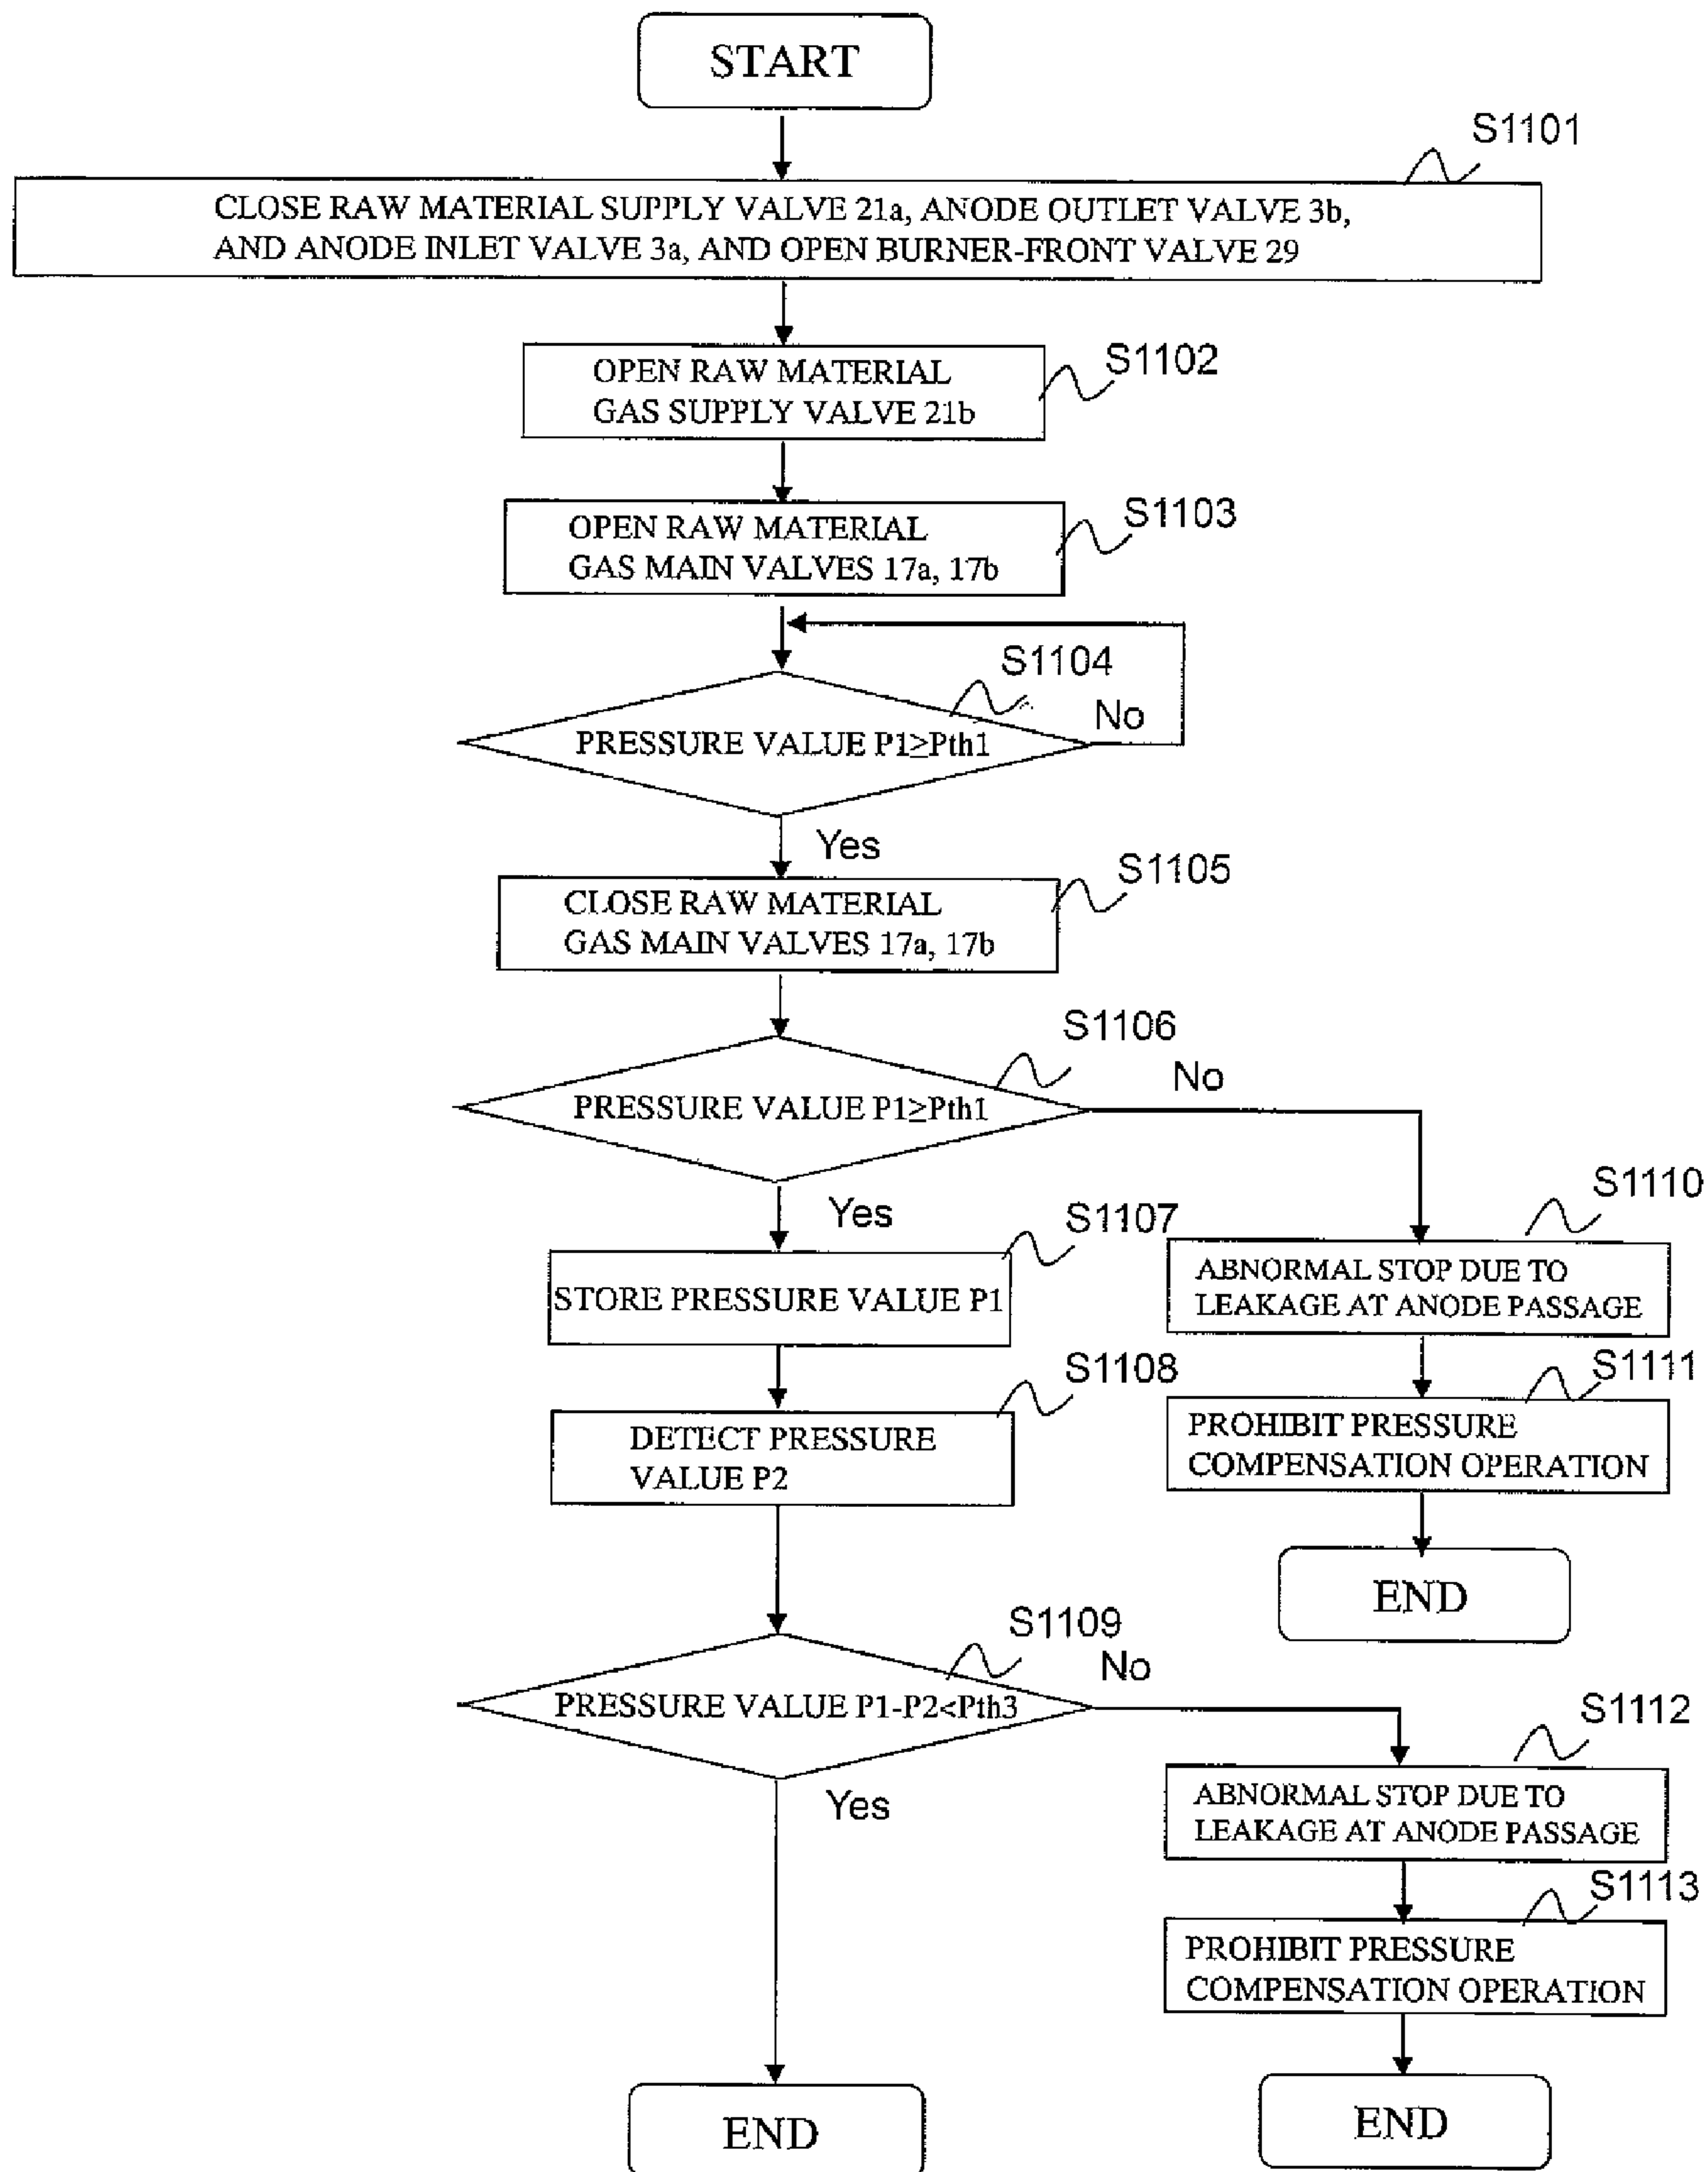 START
S1101
CLOSE RAW MATERIAL SUPPLY VALVE 21a, ANODE OUTLET VALVE 3b,
AND ANODE INLET VALVE 3a, AND OPEN BURNER-FRONT VALVE 29
S1102
OPEN RAW MATERIAL
GAS SUPPLY VALVE 21b
S1103
OPEN RAW MATERIAL
GAS MAIN VALVES 17a, 17b
S1104
No
PRESSURE VALUE P1≥Pth1
Yes
S1105
CLOSE RAW MATERIAL
GAS MAIN VALVES 17a, 17b
S1106
No
PRESSURE VALUE P1≥Pth1
Yes
S1107
STORE PRESSURE VALUE P1
S1110
ABNORMAL STOP DUE TO
LEAKAGE AT ANODE PASSAGE
S1108
DETECT PRESSURE
VALUE P2
S1111
PROHIBIT PRESSURE
COMPENSATION OPERATION
END
S1109
No
PRESSURE VALUE P1-P2<Pth3
Yes
S1112
ABNORMAL STOP DUE TO
LEAKAGE AT ANODE PASSAGE
S1113
PROHIBIT PRESSURE
COMPENSATION OPERATION
END
END